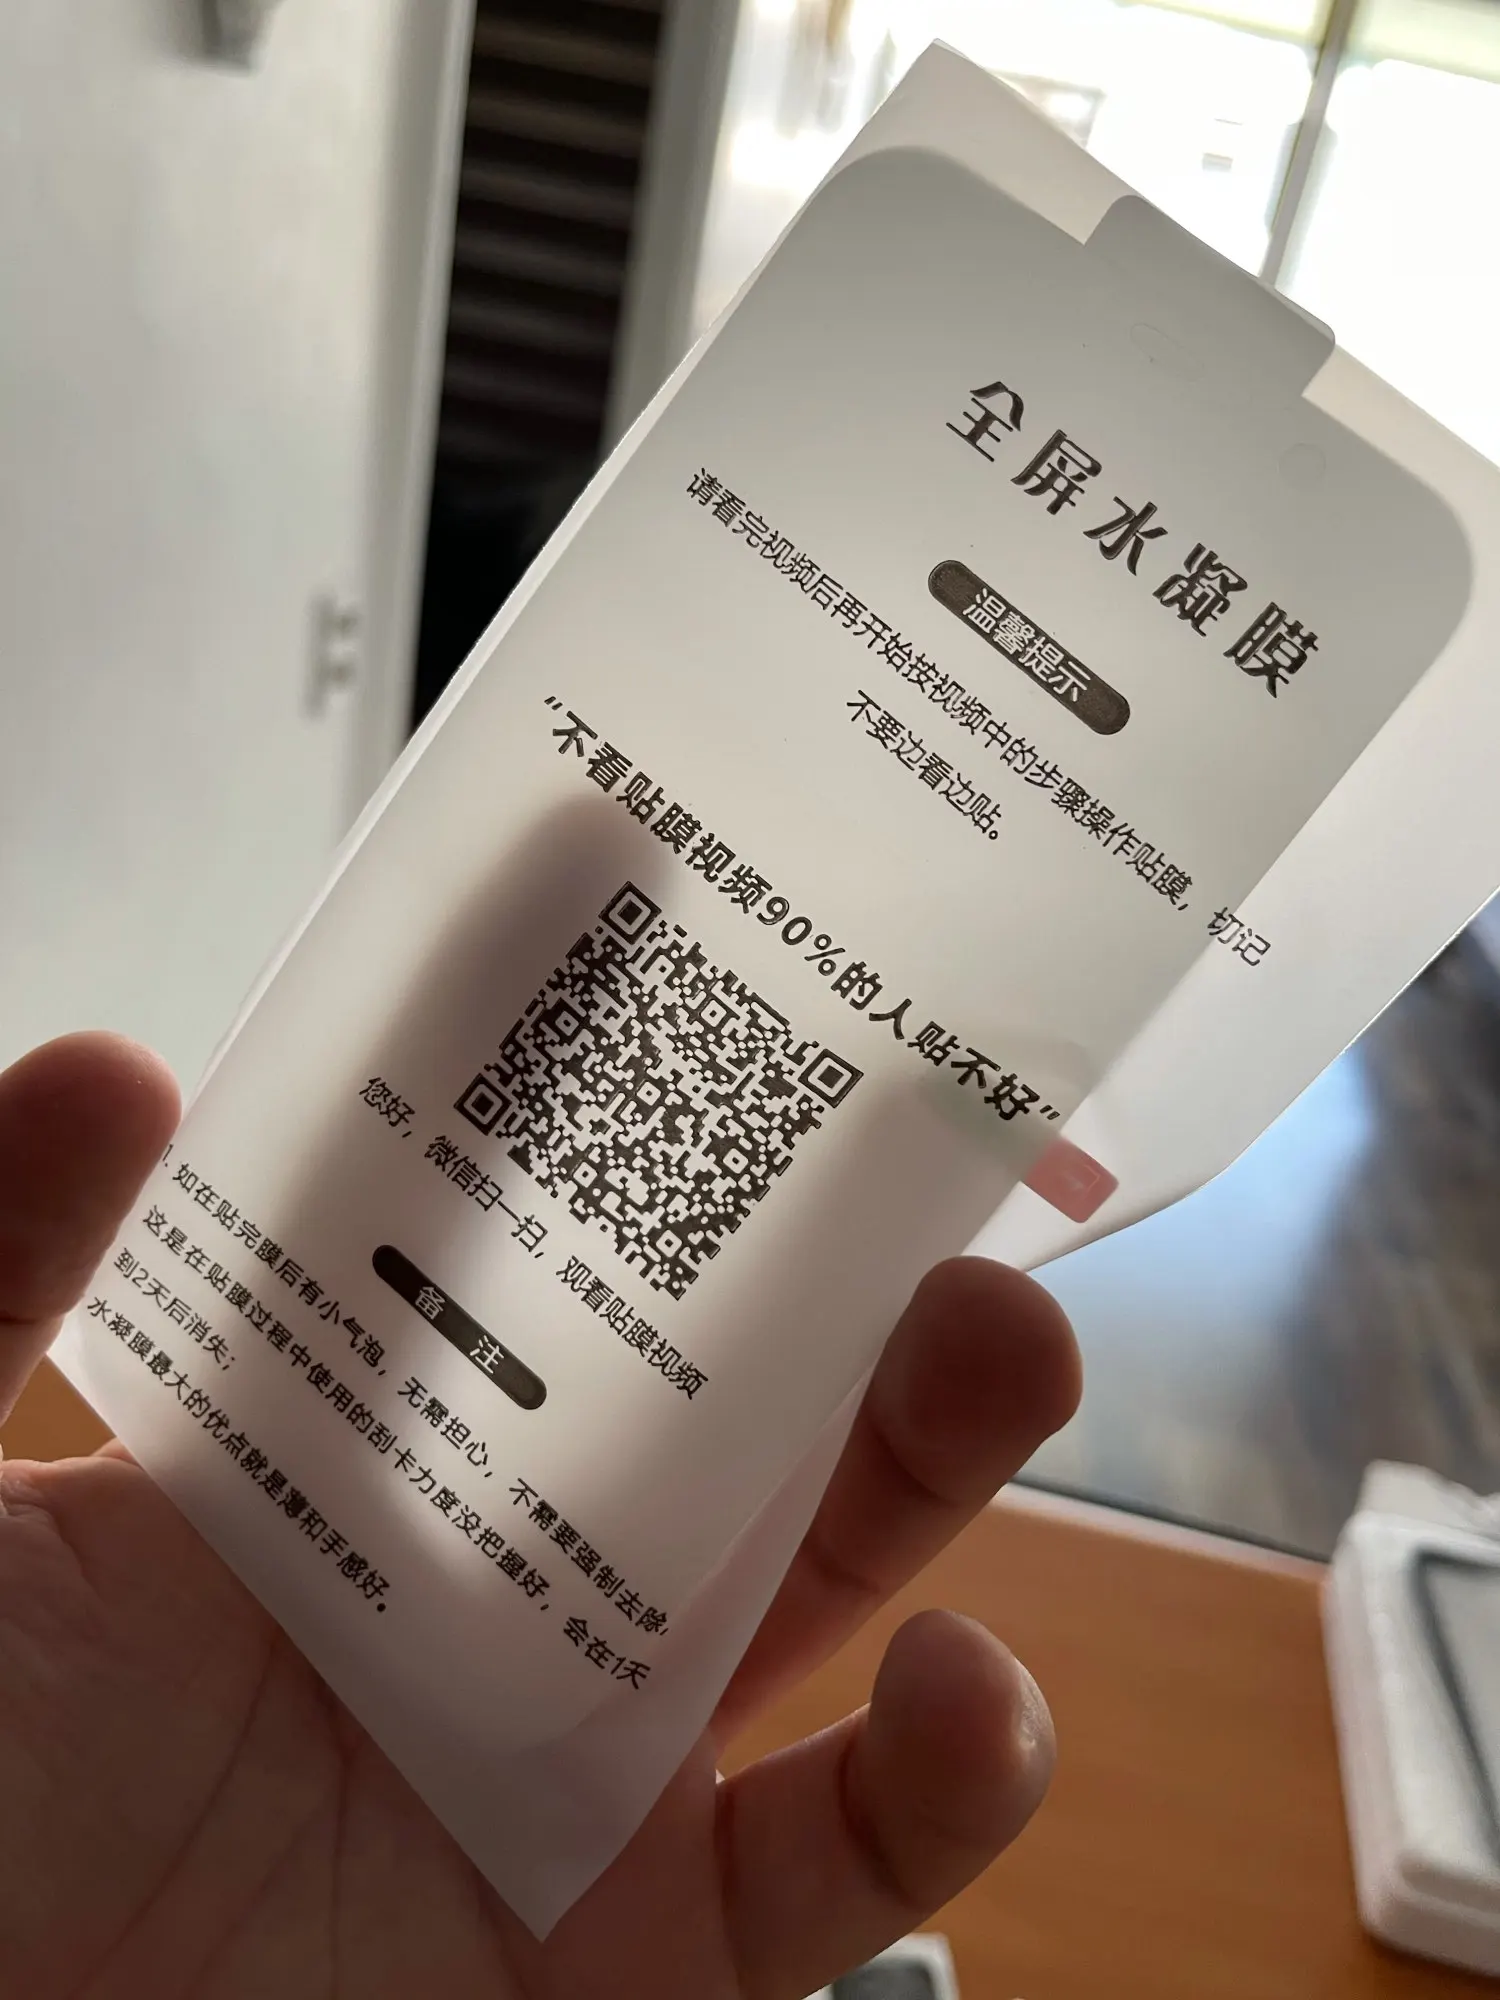 全屏水凝膜
温馨提示
请看完视频后再开始按视频中的步骤操作贴膜，切记
不要边看边贴。
“不看贴膜视频90%的人贴不好”
您好，微信扫一扫，观看贴膜视频
备 注
1. 如在贴完膜后有小气泡，无需担心，不需要强制去除，
这是在贴膜过程中使用的刮卡力度没把握好，会在1天
到2天后消失；
水凝膜最大的优点就是薄和手感好。